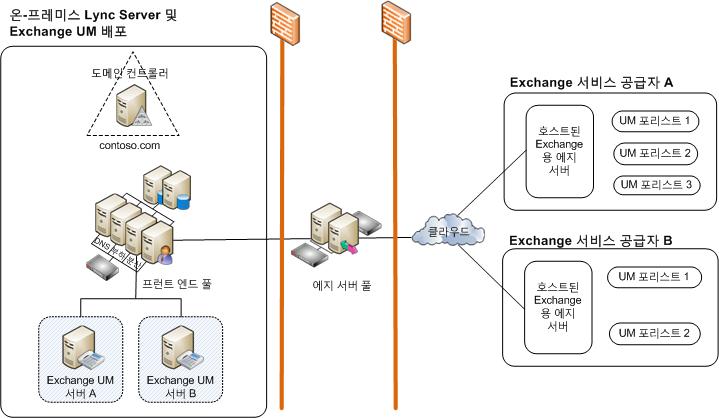 온-프레미스 Lync Server 및
Exchange UM 배포
도메인 컨트롤러
contoso.com
DNS 부하 분산
프런트 엔드 풀
Exchange UM
서버 A
Exchange UM
서버 B
에지 서버 풀
클라우드
Exchange 서비스 공급자 A
호스트된
Exchange
용 에지
서버
UM 포리스트 1
UM 포리스트 2
UM 포리스트 3
Exchange 서비스 공급자 B
호스트된
Exchange
용 에지
서버
UM 포리스트 1
UM 포리스트 2